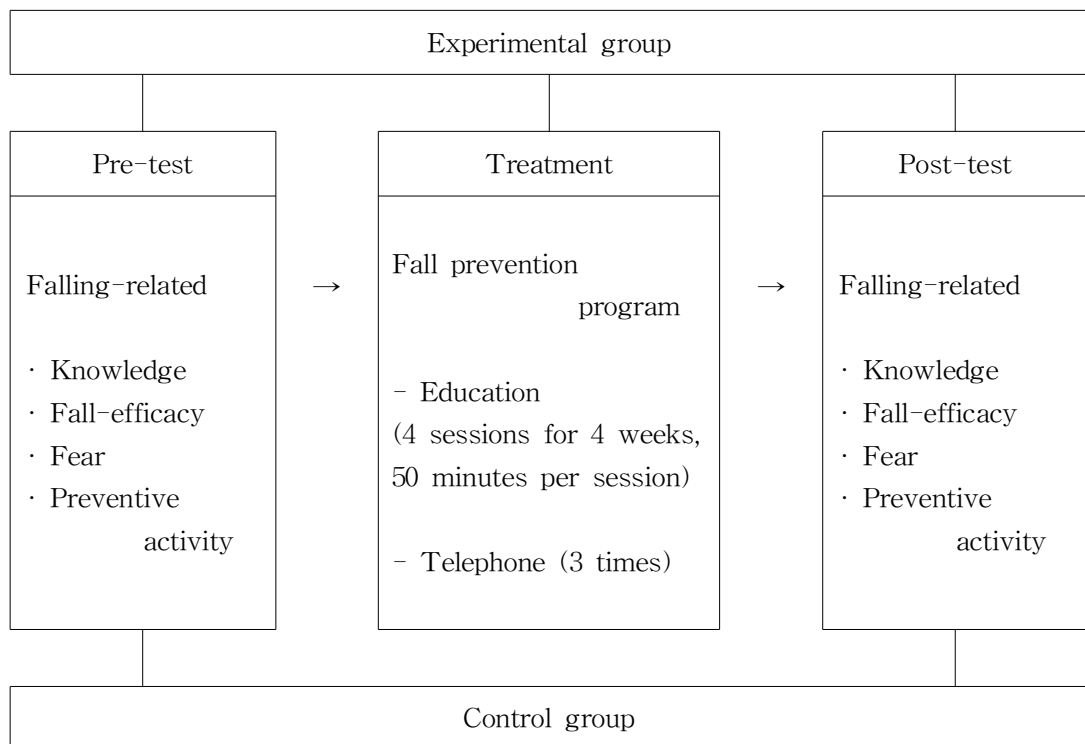 Experimental group
Pre-test
Falling-related
· Knowledge
· Fall-efficacy
· Fear
· Preventive
activity
→
Treatment
Fall prevention
program
- Education
(4 sessions for 4 weeks,
50 minutes per session)
- Telephone (3 times)
→
Post-test
Falling-related
· Knowledge
· Fall-efficacy
· Fear
· Preventive
activity
Control group